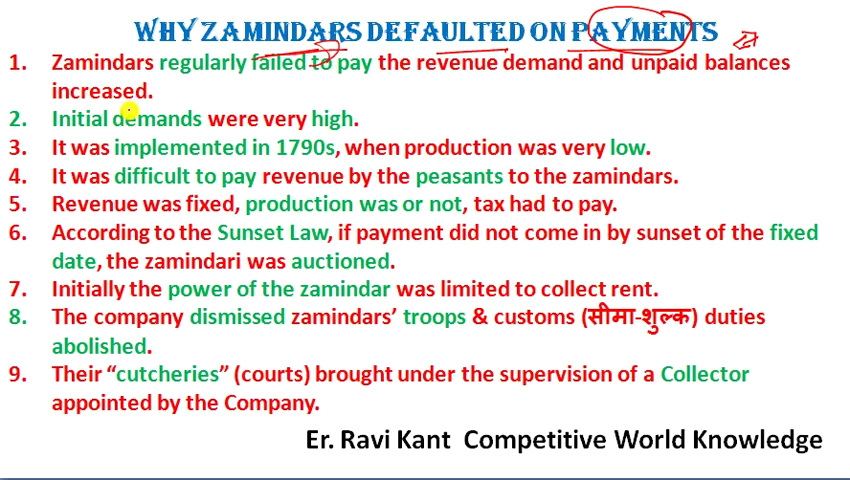 WHY ZAMINDARS DEFAULTED ON PAYMENTS
1. Zamindars regularly failed to pay the revenue demand and unpaid balances
increased.
2. Initial demands were very high.
3. It was implemented in 1790s, when production was very low.
4. It was difficult to pay revenue by the peasants to the zamindars.
5. Revenue was fixed, production was or not, tax had to pay.
6. According to the Sunset Law, if payment did not come in by sunset of the fixed
date, the zamindari was auctioned.
7. Initially the power of the zamindar was limited to collect rent.
8. The company dismissed zamindars’ troops & customs (सीमा-शुल्क) duties
abolished.
9. Their “cutcheries” (courts) brought under the supervision of a Collector
appointed by the Company.
Er. Ravi Kant Competitive World Knowledge